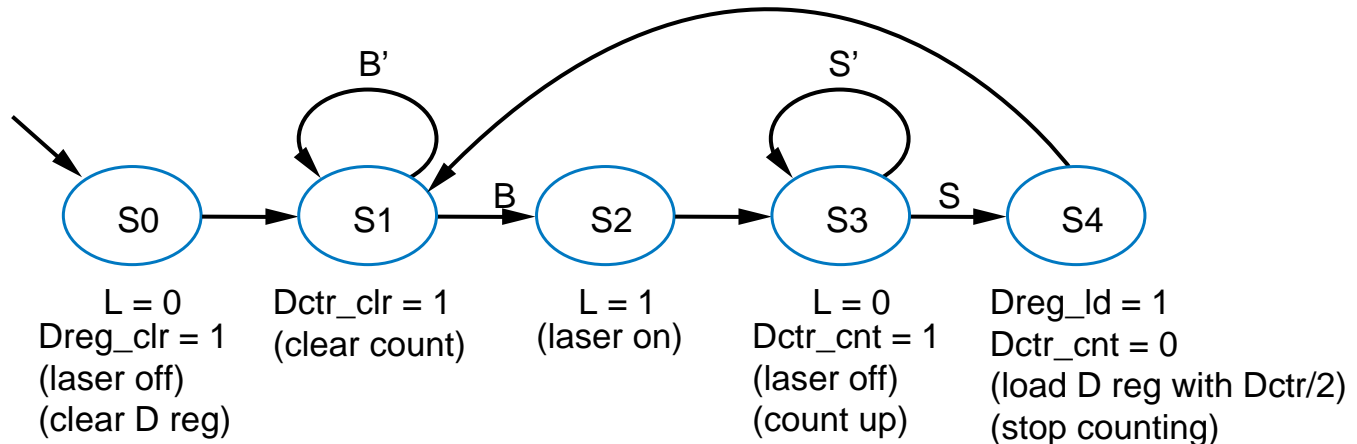 B’
S’
B
S
S0
S1
S2
S3
S4
L = 0
Dreg_clr = 1
(laser off)
(clear D reg)
Dctr_clr = 1
(clear count)
L = 1
(laser on)
L = 0
Dctr_cnt = 1
(laser off)
(count up)
Dreg_ld = 1
Dctr_cnt = 0
(load D reg with Dctr/2)
(stop counting)